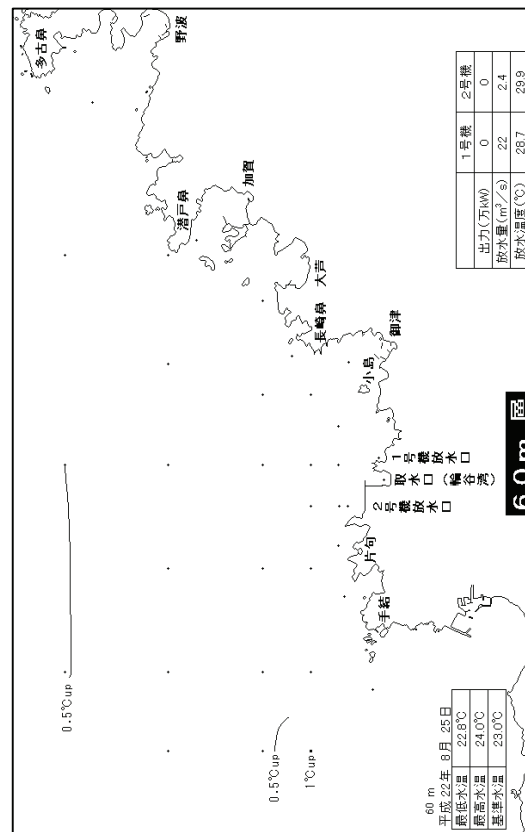 多古鼻
野波
潜戸鼻
加賀
大芦
長崎鼻
御津
小島
1号機放水口
取水口(輪谷湾)
2号機放水口
片句
手結
0.5℃up
0.5℃up
1℃up
1号機 2号機
出力(万kW) 0 0
放水量(m³/s) 22 2.4
放水温度(℃) 28.7 29.9
60m 層
60 m
平成 22年 8月 25日
最低水温 22.8℃
最高水温 24.0℃
基準水温 23.0℃